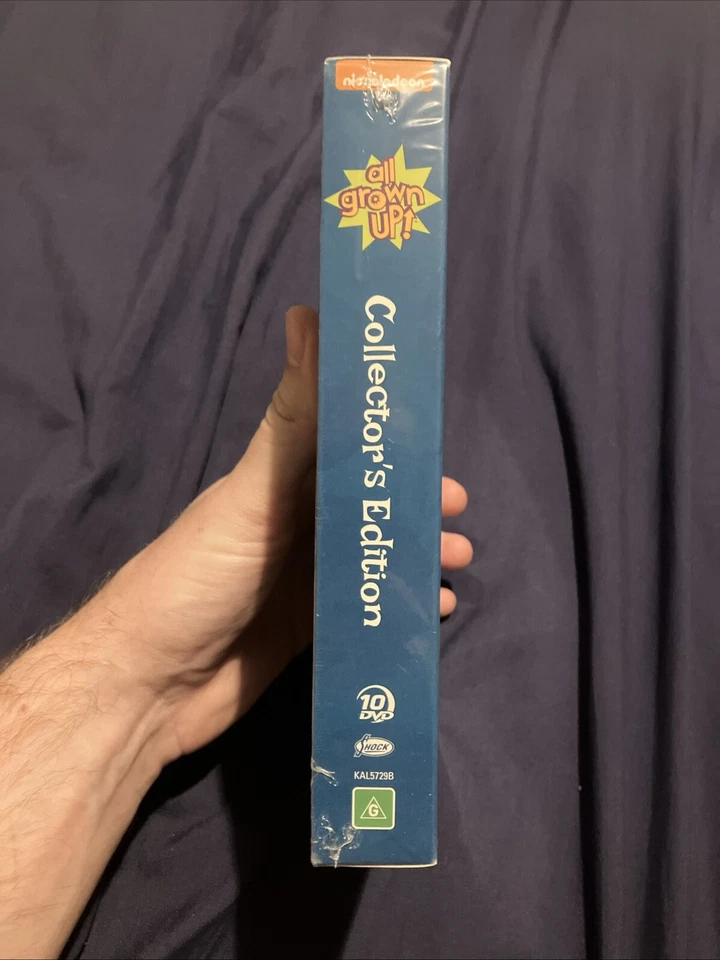 nickelodeon
all
grown
UP!
Collector's Edition
10
DVD
SHOCK
KAL5729B
G